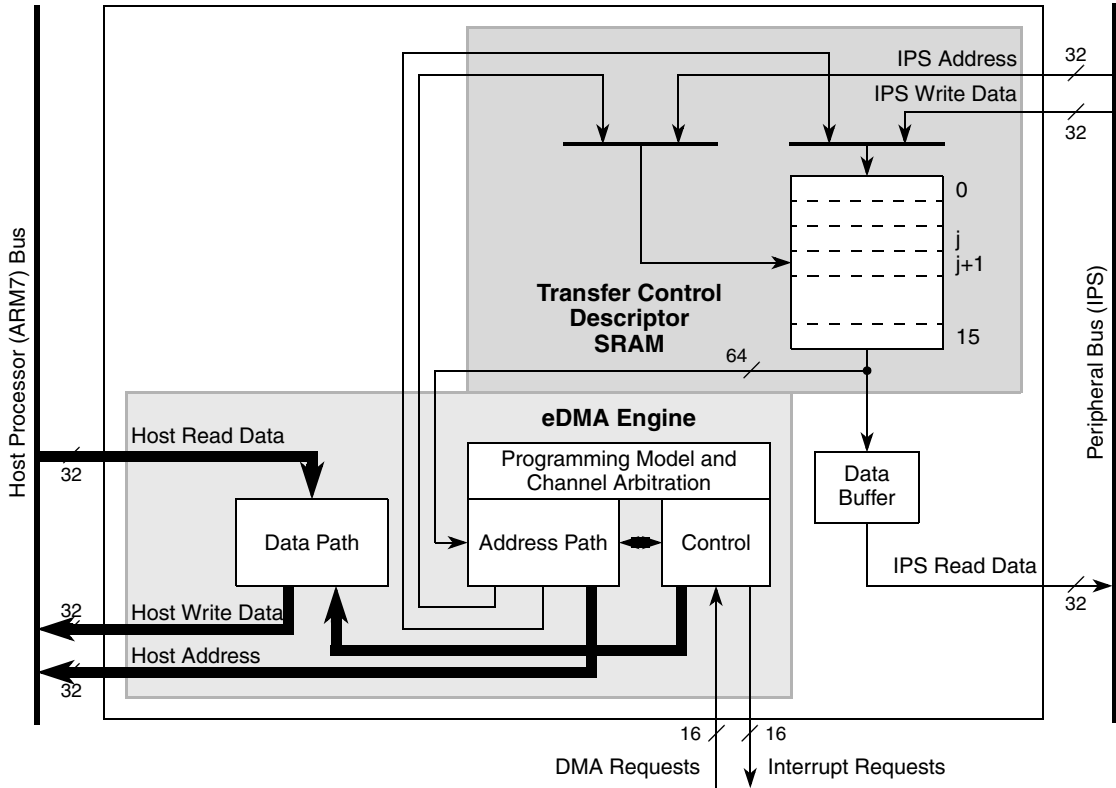 IPS Address
32
IPS Write Data
32
0
j
j+1
15
Transfer Control
Descriptor
SRAM
64
Host Processor (ARM7) Bus
Peripheral Bus (IPS)
eDMA Engine
Host Read Data
32
Programming Model and
Channel Arbitration
Data
Buffer
Data Path
Address Path
Control
IPS Read Data
32
32
Host Write Data
Host Address
32
16
16
DMA Requests
Interrupt Requests